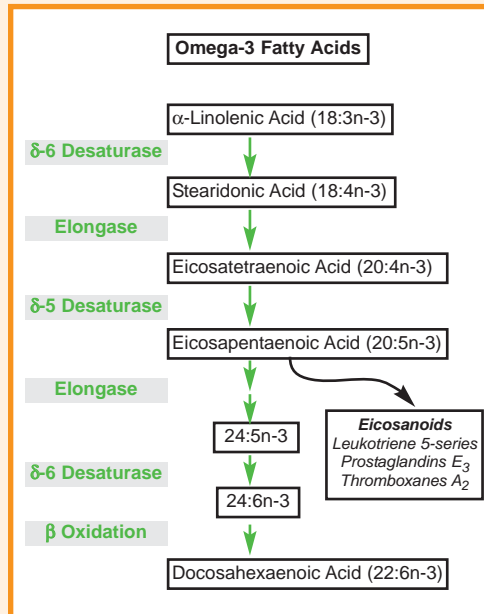 Omega-3 Fatty Acids
α-Linolenic Acid (18:3n-3)
δ-6 Desaturase
Stearidonic Acid (18:4n-3)
Elongase
Eicosatetraenoic Acid (20:4n-3)
δ-5 Desaturase
Eicosapentaenoic Acid (20:5n-3)
Elongase
Eicosanoids
Leukotriene 5-series
Prostaglandins E3
Thromboxanes A2
24:5n-3
δ-6 Desaturase
24:6n-3
β Oxidation
Docosahexaenoic Acid (22:6n-3)